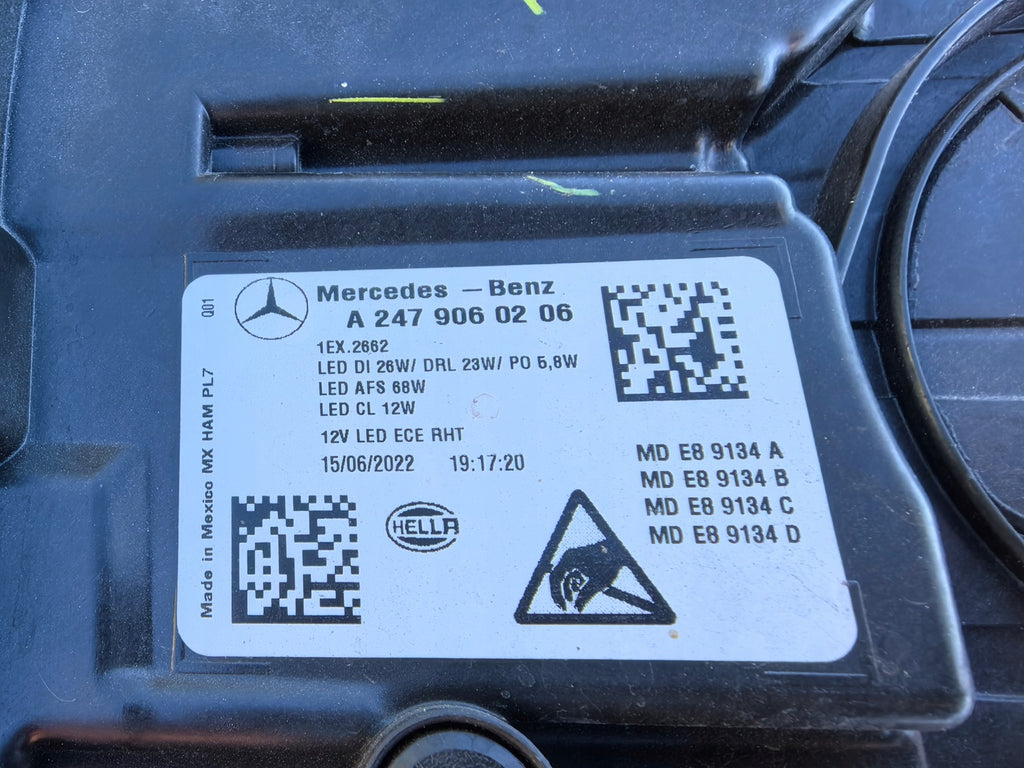 Mercedes - Benz
A 247 906 02 06
1EX.2662
LED DI 26W/ DRL 23W/ PO 5,8W
LED AFS 68W
LED CL 12W
12V LED ECE RHT
15/06/2022 19:17:20
HELLA
MD E8 9134 A
MD E8 9134 B
MD E8 9134 C
MD E8 9134 D
Made in Mexico MX HAM PL7 Q01